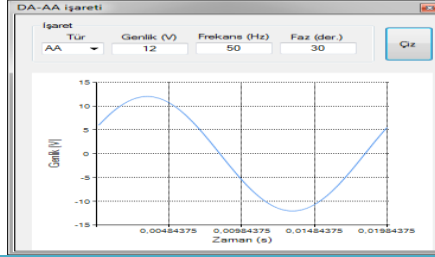 DA-AA işareti
İşaret
Tür Genlik (V) Frekans (Hz) Faz (der.)
AA 12 50 30
Çiz
15
10
5
0
-5
-10
-15
Genlik [V]
0,00484375 0,00984375 0,01484375 0,01984375
Zaman (s)